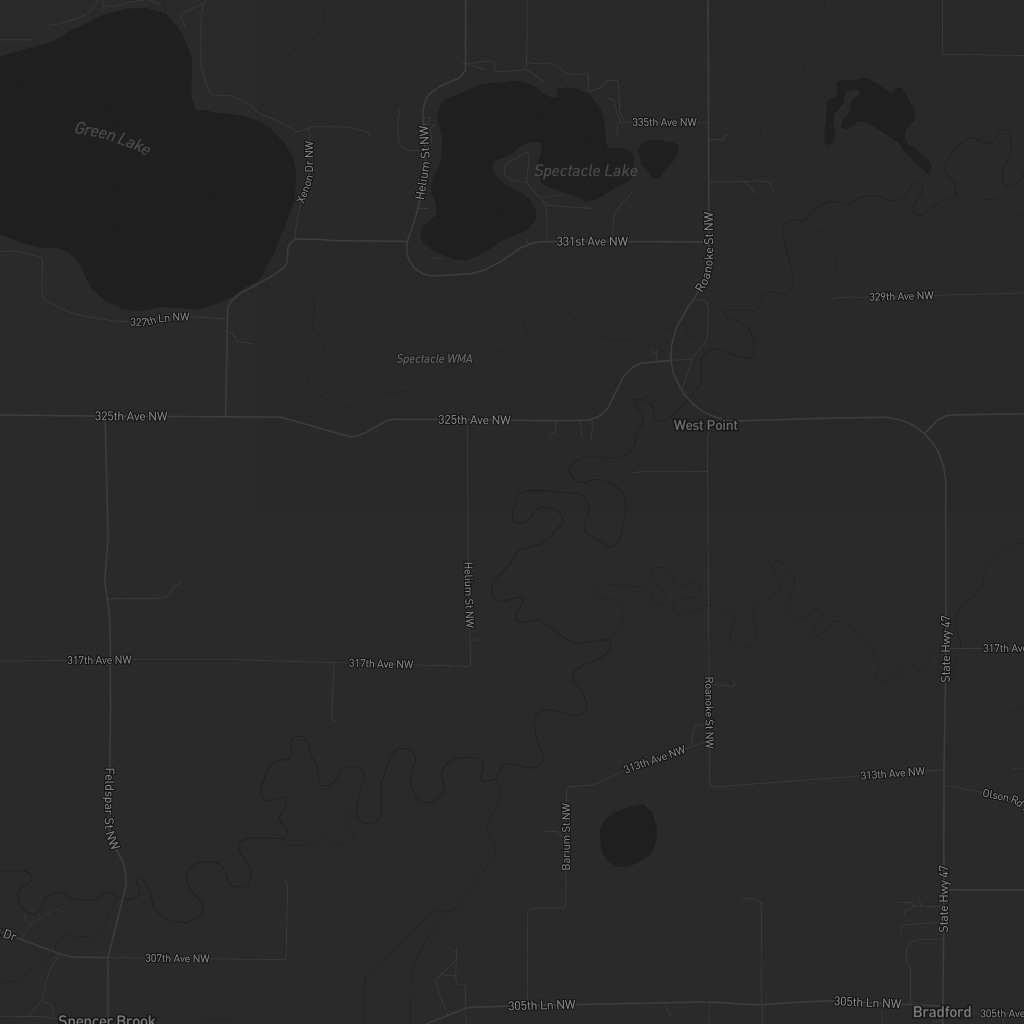 335th Ave NW
Green Lake
Xenon Dr NW
Helium St NW
Spectacle Lake
331st Ave NW
Roanoke St NW
329th Ave NW
327th Ln NW
Spectacle WMA
325th Ave NW
325th Ave NW
West Point
Helium St NW
State Hwy 47
317th Ave NW
317th Ave NW
317th Ave
Roanoke St NW
313th Ave NW
313th Ave NW
Feldspar St NW
Olson Rd
Barium St NW
State Hwy 47
Dr
307th Ave NW
305th Ln NW
305th Ln NW
Bradford
305th Ave
Spencer Brook